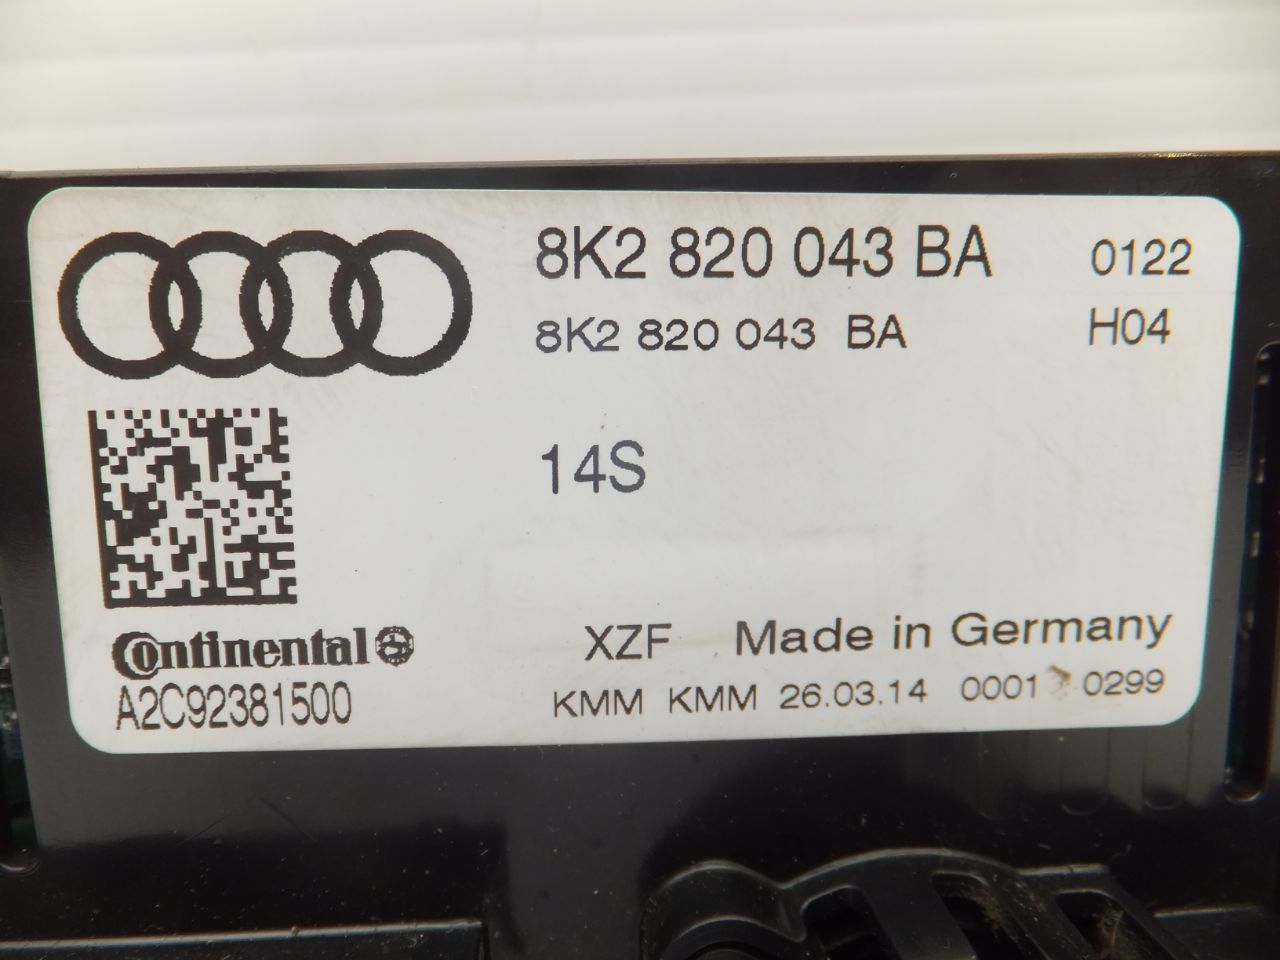 8K2 820 043 BA 0122
8K2 820 043 BA H04
14S
Continental
A2C92381500
XZF Made in Germany
KMM KMM 26.03.14 0001 0299